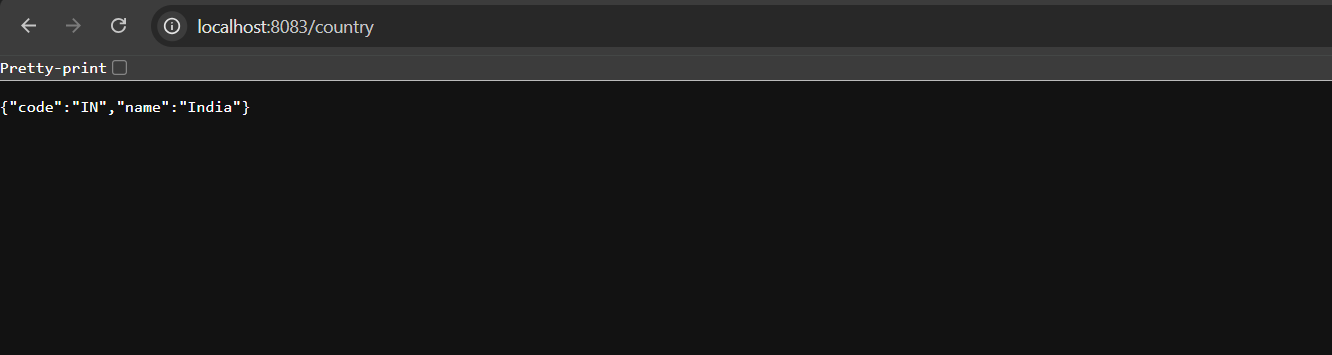 localhost:8083/country
Pretty-print
{"code":"IN","name":"India"}